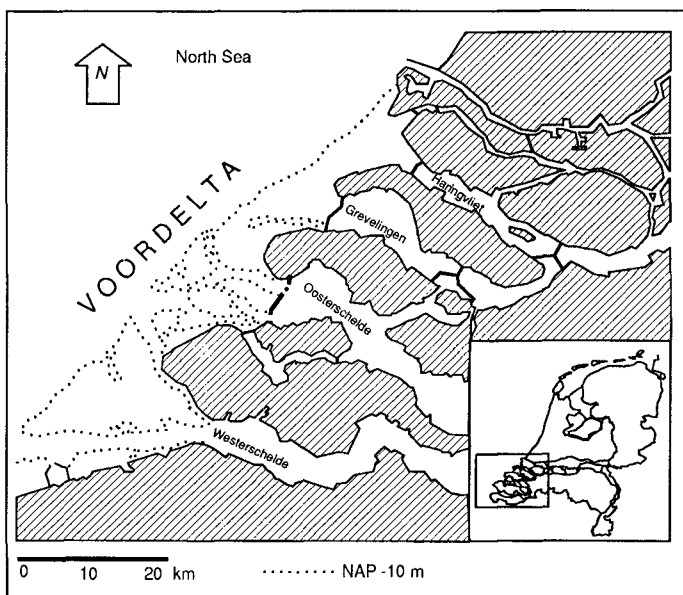 N
North Sea
VOORDELTA
Haringvliet
Grevelingen
Oosterschelde
Westerschelde
0 10 20 km
NAP -10 m